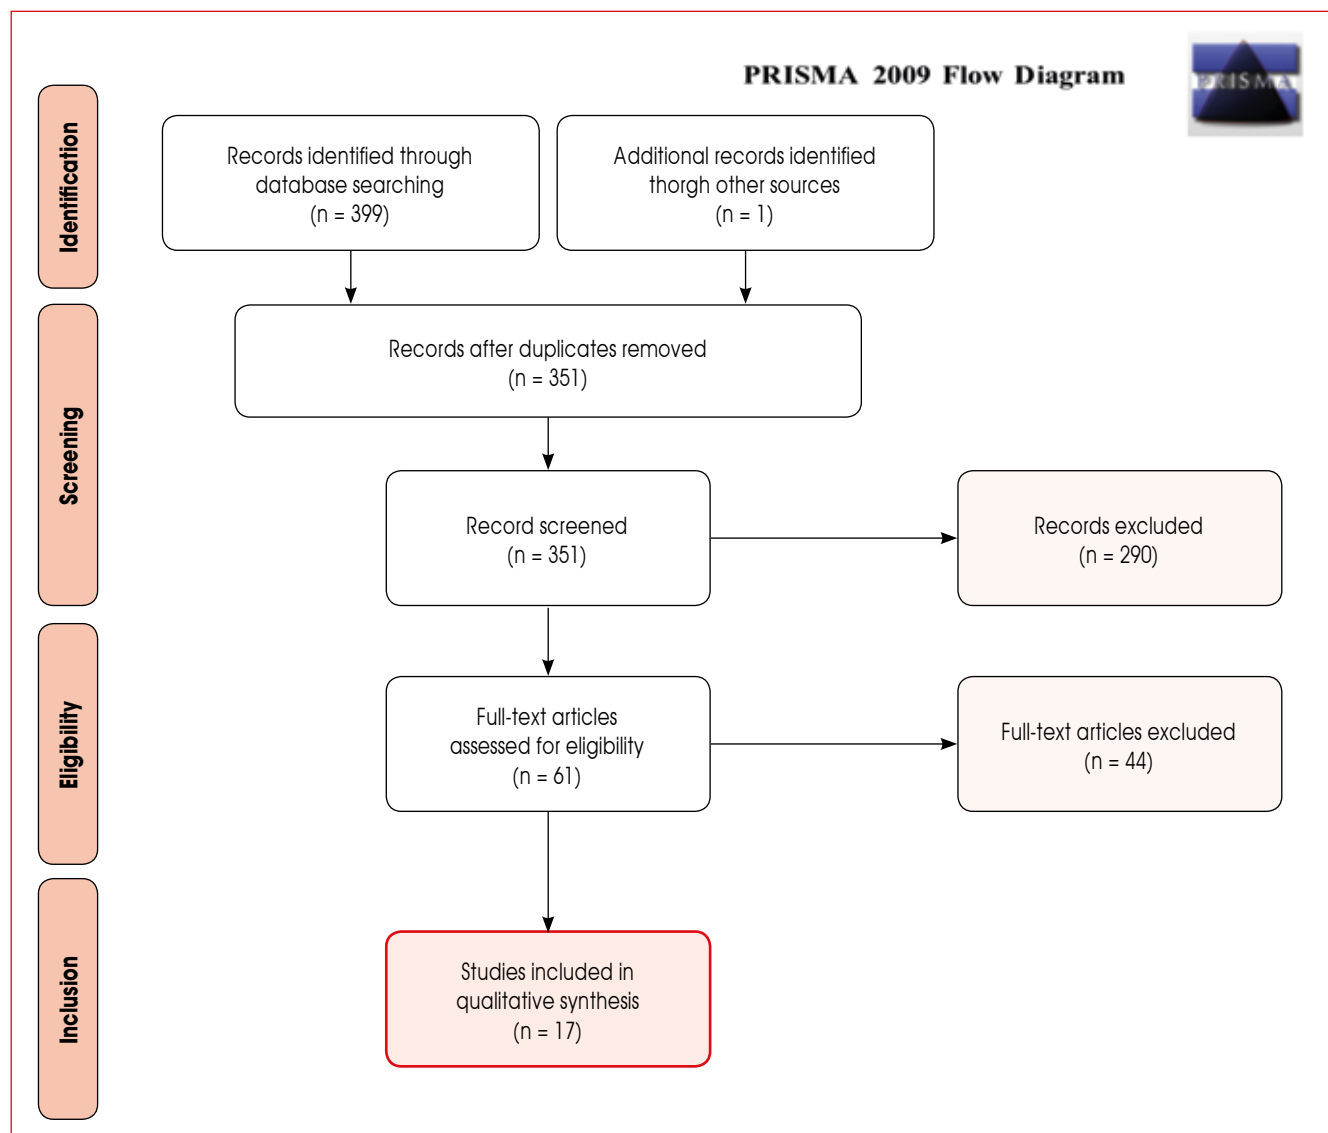 PRISMA 2009 Flow Diagram
PRISMA
Identification
Records identified through
database searching
(n = 399)
Additional records identified
thorgh other sources
(n = 1)
Screening
Records after duplicates removed
(n = 351)
Record screened
(n = 351)
Records excluded
(n = 290)
Eligibility
Full-text articles
assessed for eligibility
(n = 61)
Full-text articles excluded
(n = 44)
Inclusion
Studies included in
qualitative synthesis
(n = 17)